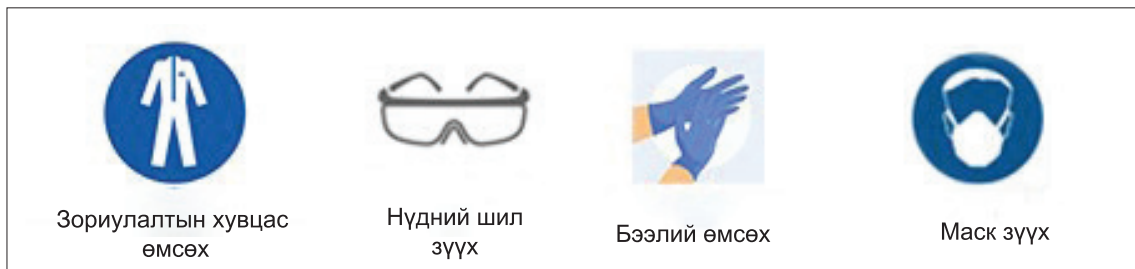 Зориулалтын хувцас
өмсөх
Нүдний шил
зүүх
Бээлий өмсөх
Маск зүүх